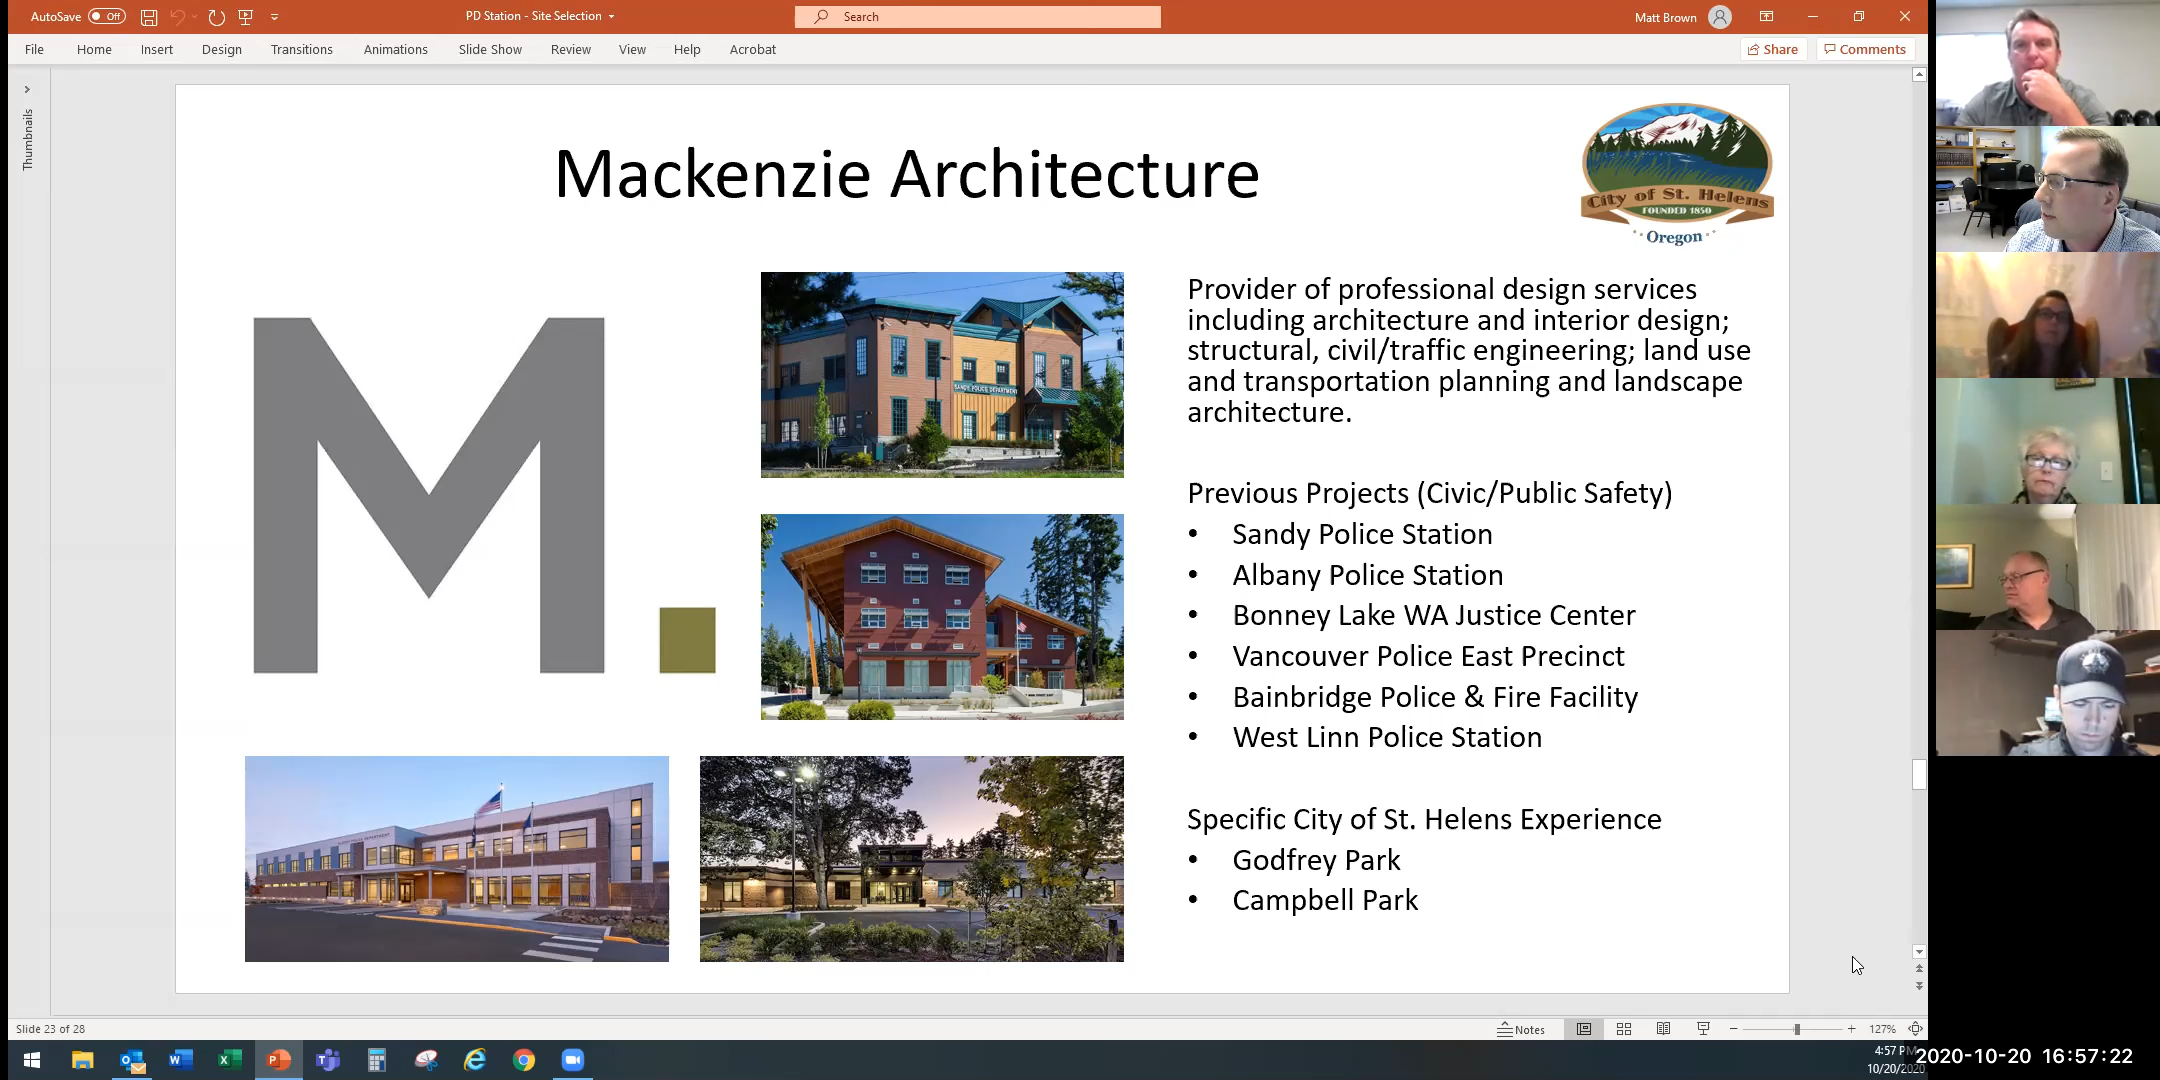 AutoSave Off
PD Station - Site Selection
Search
Matt Brown
File Home Insert Design Transitions Animations Slide Show Review View Help Acrobat
Share Comments
Thumbnails
Mackenzie Architecture
City of St. Helens
FOUNDED 1850
Oregon
M.
SANDY POLICE DEPARTMENT
Provider of professional design services
including architecture and interior design;
structural, civil/traffic engineering; land use
and transportation planning and landscape
architecture.
Previous Projects (Civic/Public Safety)
• Sandy Police Station
• Albany Police Station
• Bonney Lake WA Justice Center
• Vancouver Police East Precinct
• Bainbridge Police & Fire Facility
• West Linn Police Station
Specific City of St. Helens Experience
• Godfrey Park
• Campbell Park
Slide 23 of 28
Notes
127%
4:57 PM
10/20/2020
2020-10-20 16:57:22